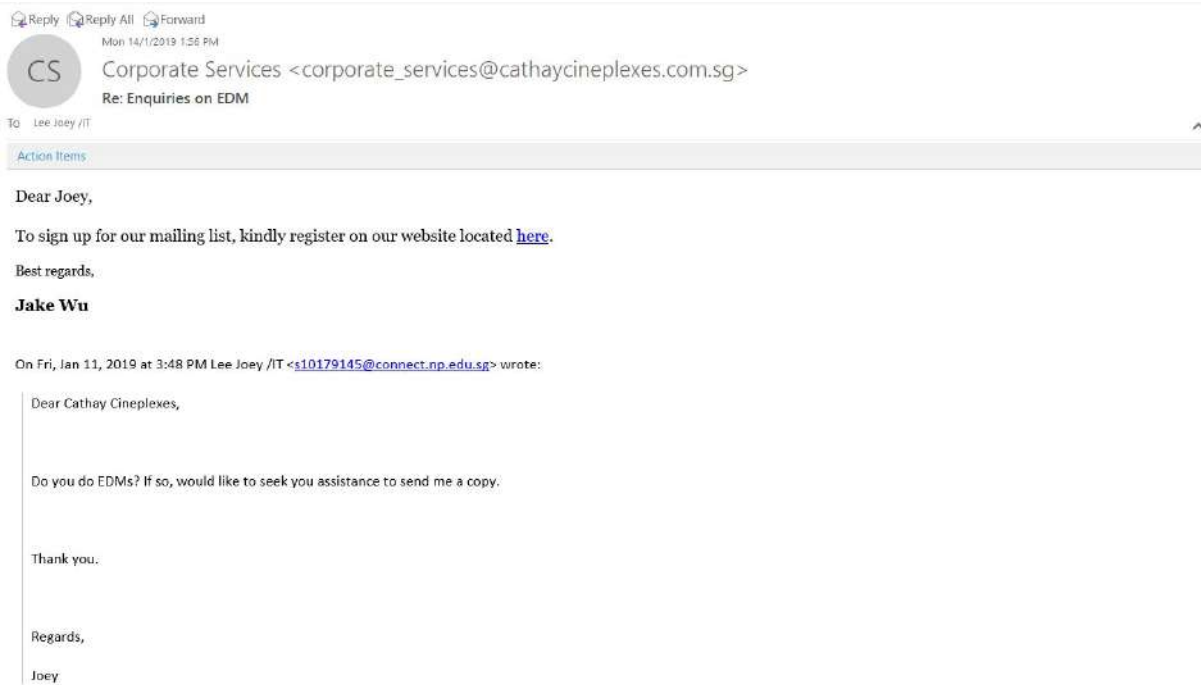 Reply Reply All Forward
Mon 14/1/2019 1:56 PM
CS
Corporate Services <corporate_services@cathaycineplexes.com.sg>
Re: Enquiries on EDM
To Lee Joey /IT
Action Items
Dear Joey,
To sign up for our mailing list, kindly register on our website located here.
Best regards,
Jake Wu
On Fri, Jan 11, 2019 at 3:48 PM Lee Joey /IT <s10179145@connect.np.edu.sg> wrote:
Dear Cathay Cineplexes,
Do you do EDMs? If so, would like to seek you assistance to send me a copy.
Thank you.
Regards,
Joey